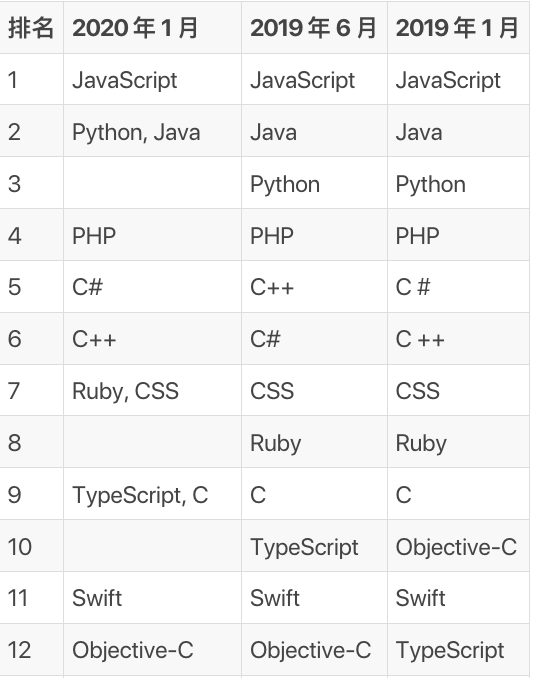 排名 2020 年 1 月 2019 年 6 月 2019 年 1 月
1 JavaScript JavaScript JavaScript
2 Python, Java Java Java
3 Python Python
4 PHP PHP PHP
5 C# C++ C #
6 C++ C# C ++
7 Ruby, CSS CSS CSS
8 Ruby Ruby
9 TypeScript, C C C
10 TypeScript Objective-C
11 Swift Swift Swift
12 Objective-C Objective-C TypeScript